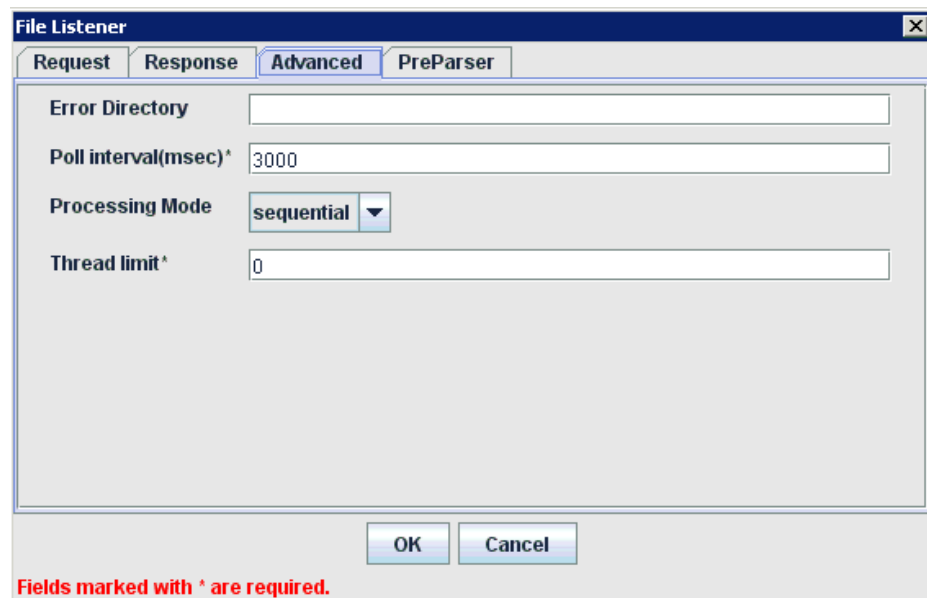 File Listener
Request Response Advanced PreParser
Error Directory
Poll interval(msec)* 3000
Processing Mode sequential
Thread limit* 0
OK Cancel
Fields marked with * are required.